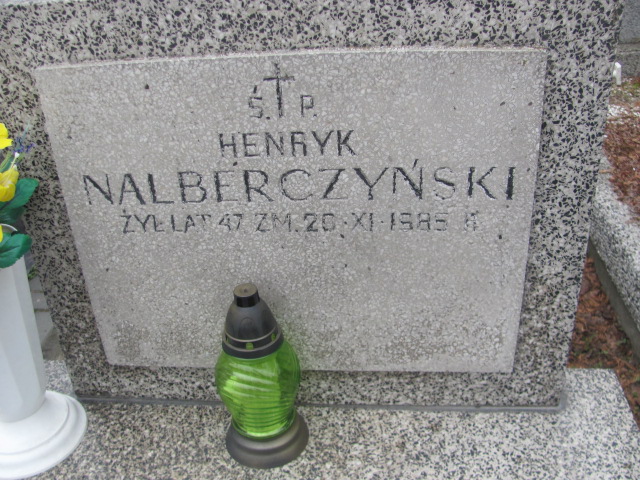 Ś. P.
HENRYK
NALBERCZYŃSKI
ŻYŁ LAT 47 ZM. 20 XI 1985 R